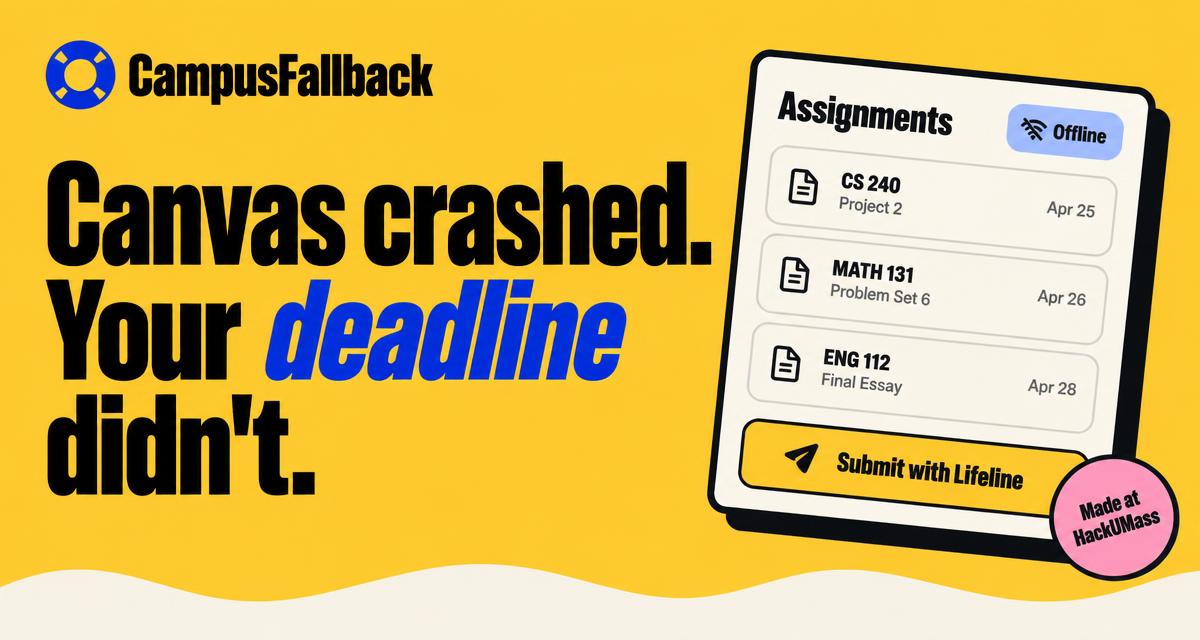 CampusFallback
Canvas crashed.
Your deadline
didn't.
Assignments
Offline
CS 240
Project 2
Apr 25
MATH 131
Problem Set 6
Apr 26
ENG 112
Final Essay
Apr 28
Submit with Lifeline
Made at
HackUMass